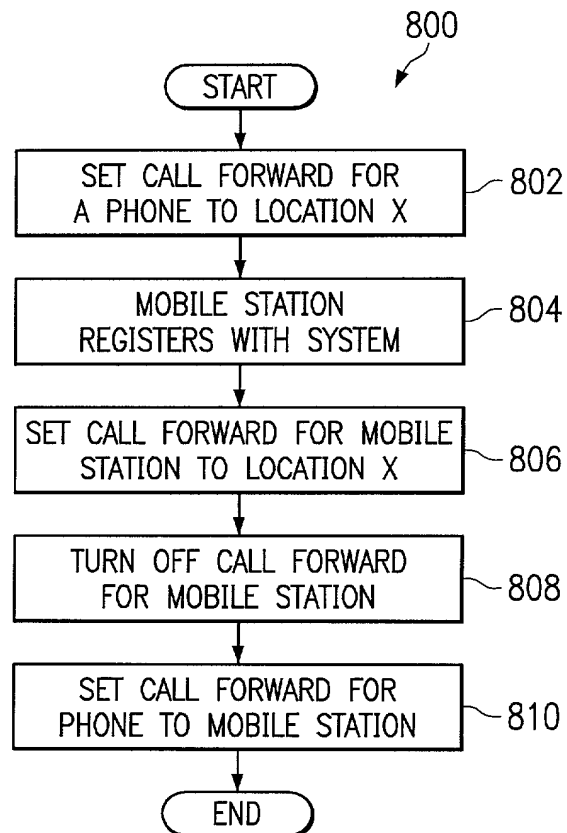 800
START
SET CALL FORWARD FOR
A PHONE TO LOCATION X
802
MOBILE STATION
REGISTERS WITH SYSTEM
804
SET CALL FORWARD FOR MOBILE
STATION TO LOCATION X
806
TURN OFF CALL FORWARD
FOR MOBILE STATION
808
SET CALL FORWARD FOR
PHONE TO MOBILE STATION
810
END